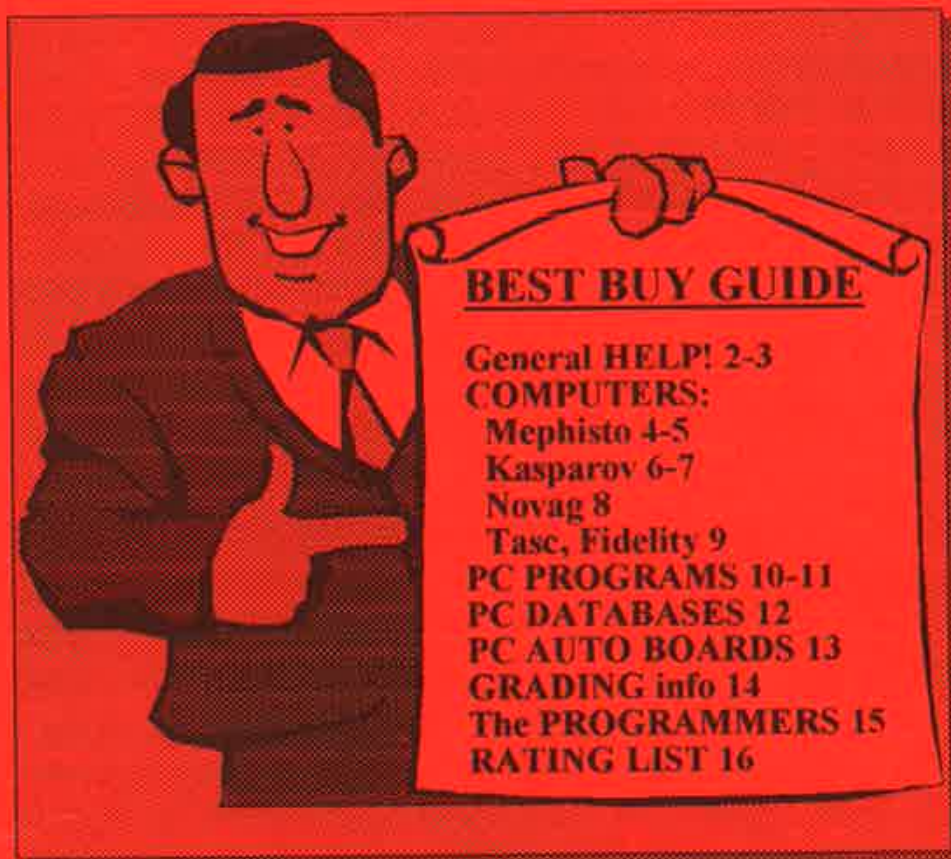 BEST BUY GUIDE
General HELP! 2-3
COMPUTERS:
Mephisto 4-5
Kasparov 6-7
Novag 8
Tasc, Fidelity 9
PC PROGRAMS 10-11
PC DATABASES 12
PC AUTO BOARDS 13
GRADING info 14
The PROGRAMMERS 15
RATING LIST 16